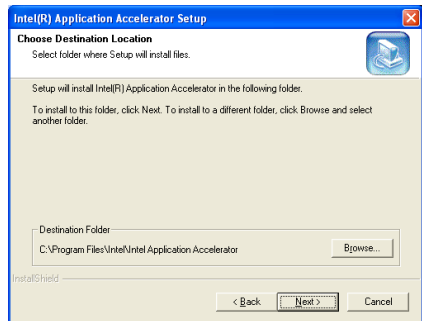 Intel(R) Application Accelerator Setup
Choose Destination Location
Select folder where Setup will install files.
Setup will install Intel(R) Application Accelerator in the following folder.
To install to this folder, click Next. To install to a different folder, click Browse and select
another folder.
Destination Folder
C:\Program Files\Intel\Intel Application Accelerator
Browse...
InstallShield
< Back
Next >
Cancel